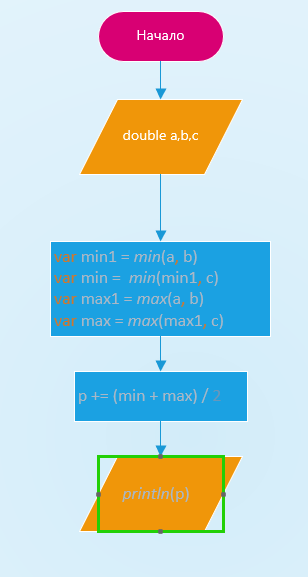 Начало
double a,b,c
var min1 = min(a, b)
var min = min(min1, c)
var max1 = max(a, b)
var max = max(max1, c)
p += (min + max) / 2
println(p)